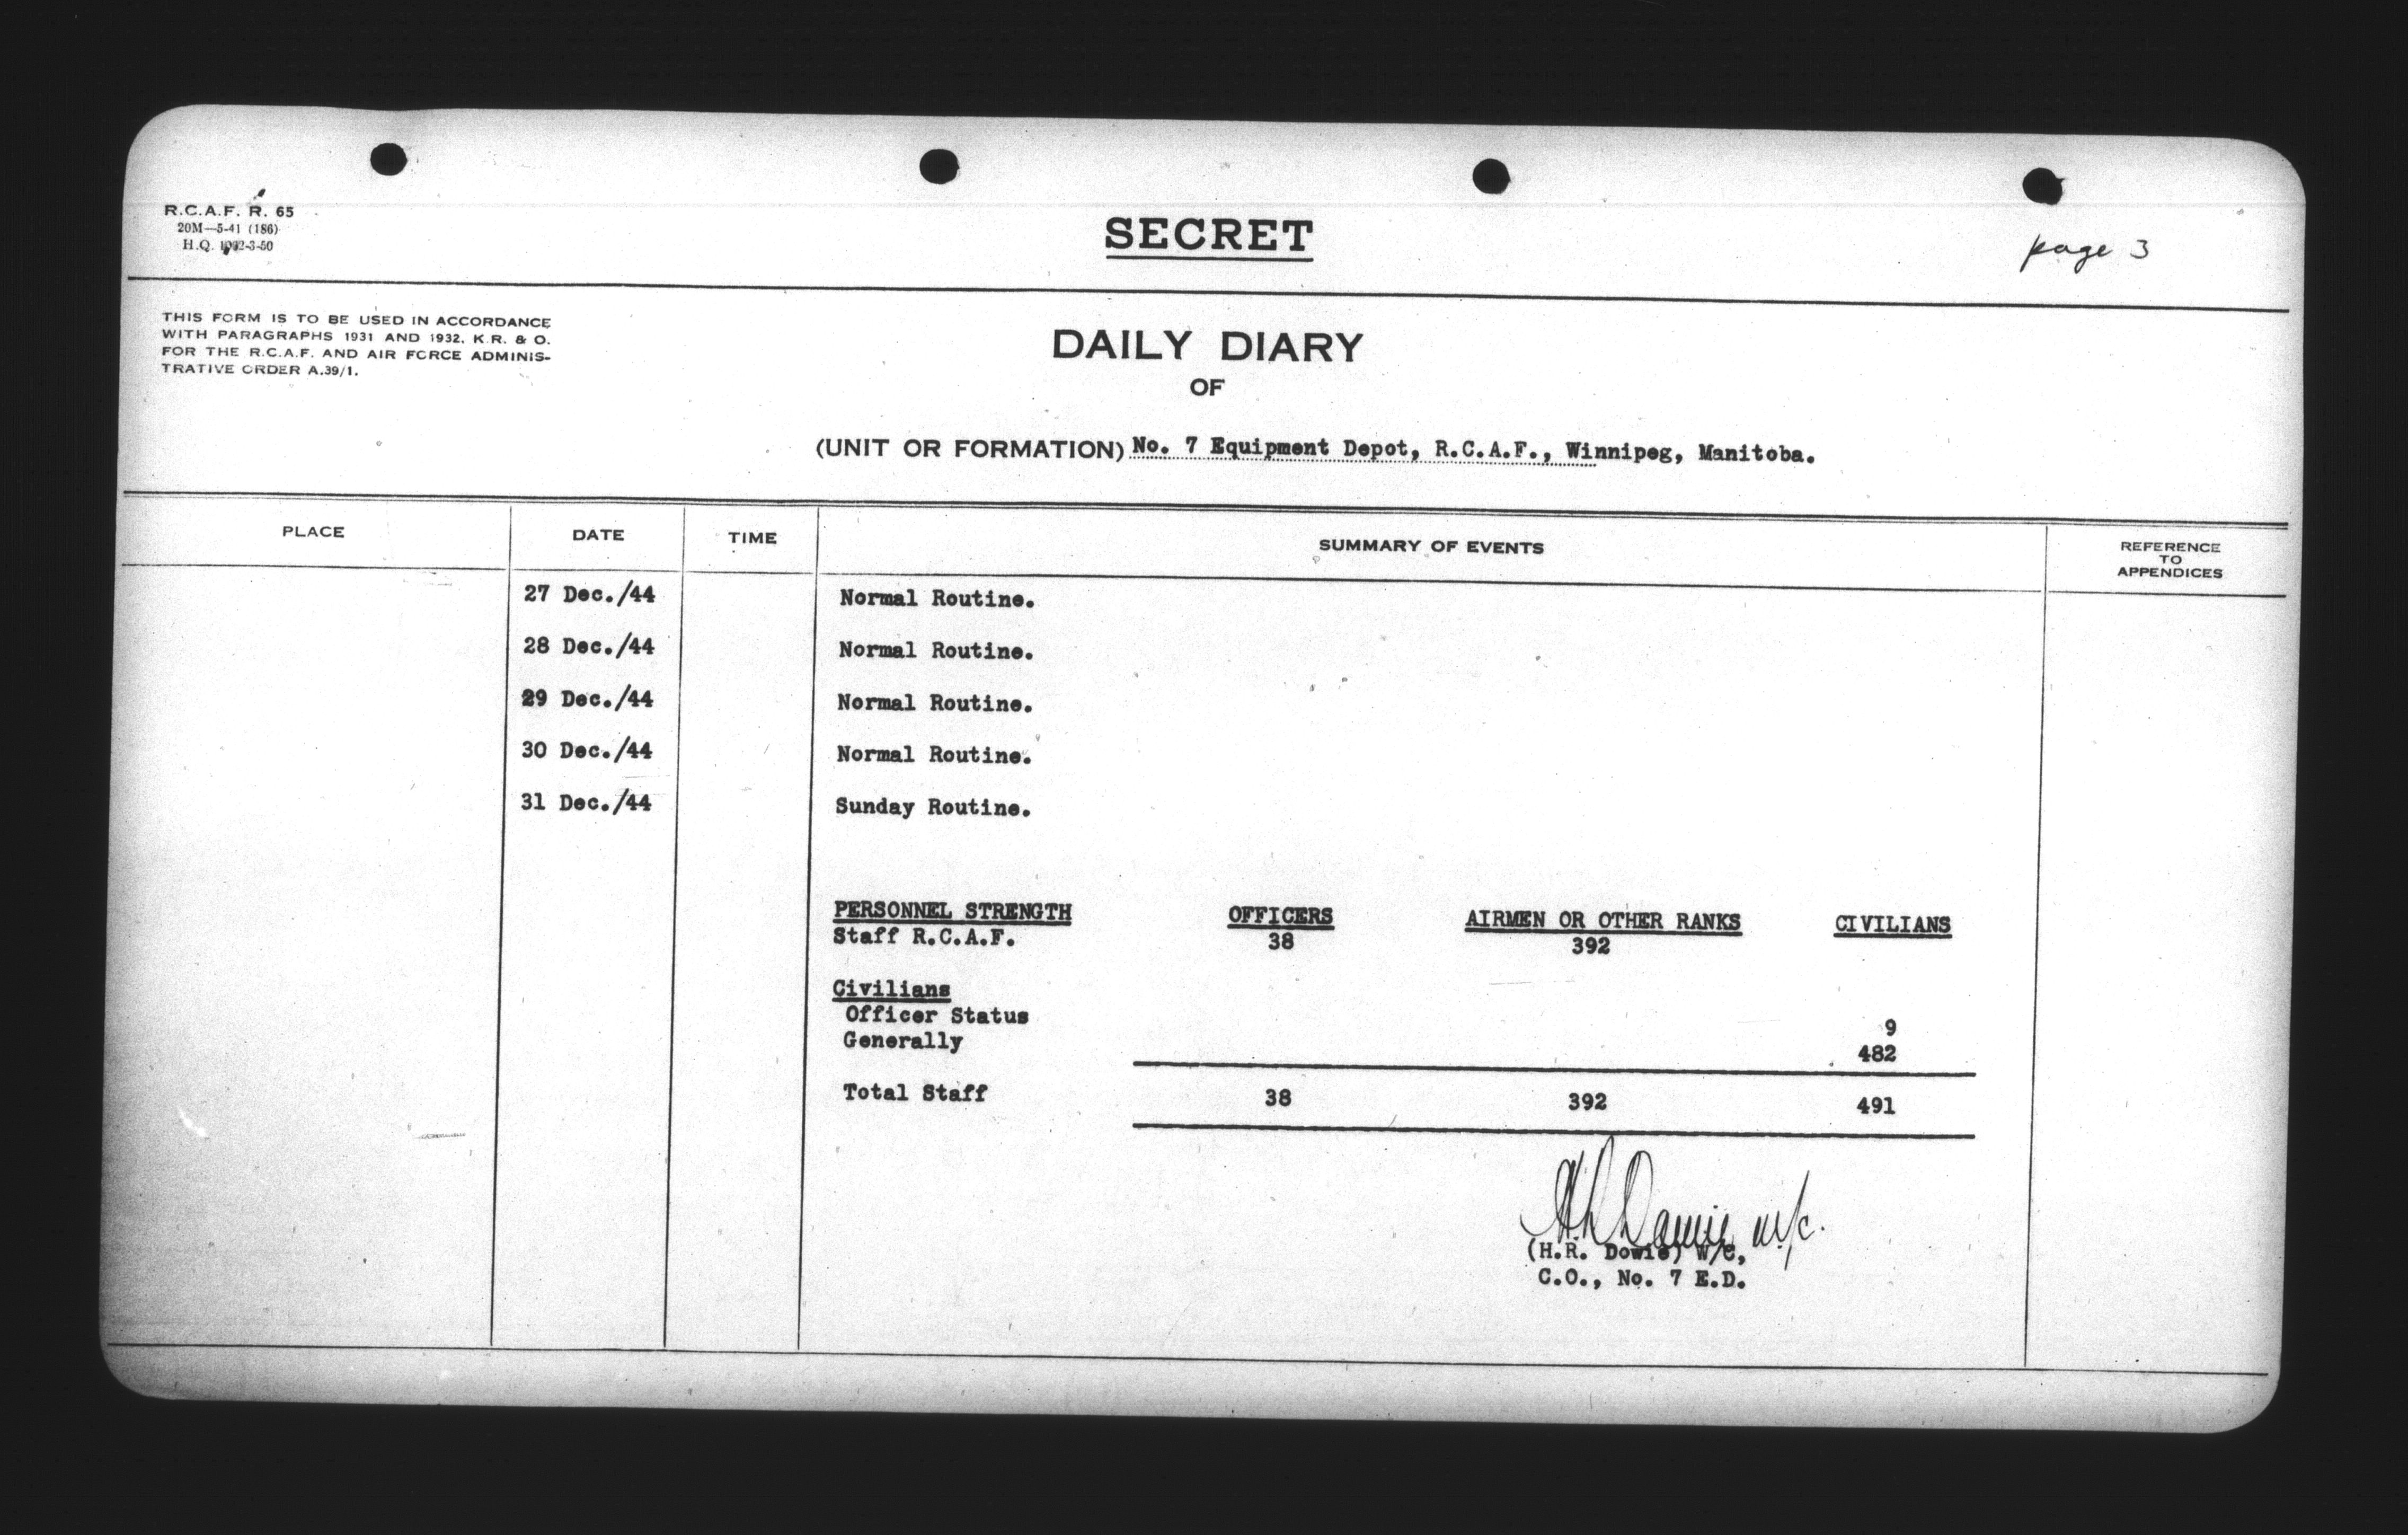 R.C.A.F. R. 65
20M—5-41 (186)
H.Q. 1062-3-50
SECRET
page 3
THIS FORM IS TO BE USED IN ACCORDANCE
WITH PARAGRAPHS 1931 AND 1932, K.R. & O.
FOR THE R.C.A.F. AND AIR FORCE ADMINIS-
TRATIVE ORDER A.39/1.
DAILY DIARY
OF
(UNIT OR FORMATION) No. 7 Equipment Depot, R.C.A.F., Winnipeg, Manitoba.
PLACE DATE TIME SUMMARY OF EVENTS REFERENCE
TO
APPENDICES
27 Dec./44 Normal Routine.
28 Dec./44 Normal Routine.
29 Dec./44 Normal Routine.
30 Dec./44 Normal Routine.
31 Dec./44 Sunday Routine.
PERSONNEL STRENGTH OFFICERS AIRMEN OR OTHER RANKS CIVILIANS
Staff R.C.A.F. 38 392
Civilians
Officer Status 9
Generally 482
Total Staff 38 392 491
HR Dowie W/C.
(H.R. Dowie) W/C,
C.O., No. 7 E.D.